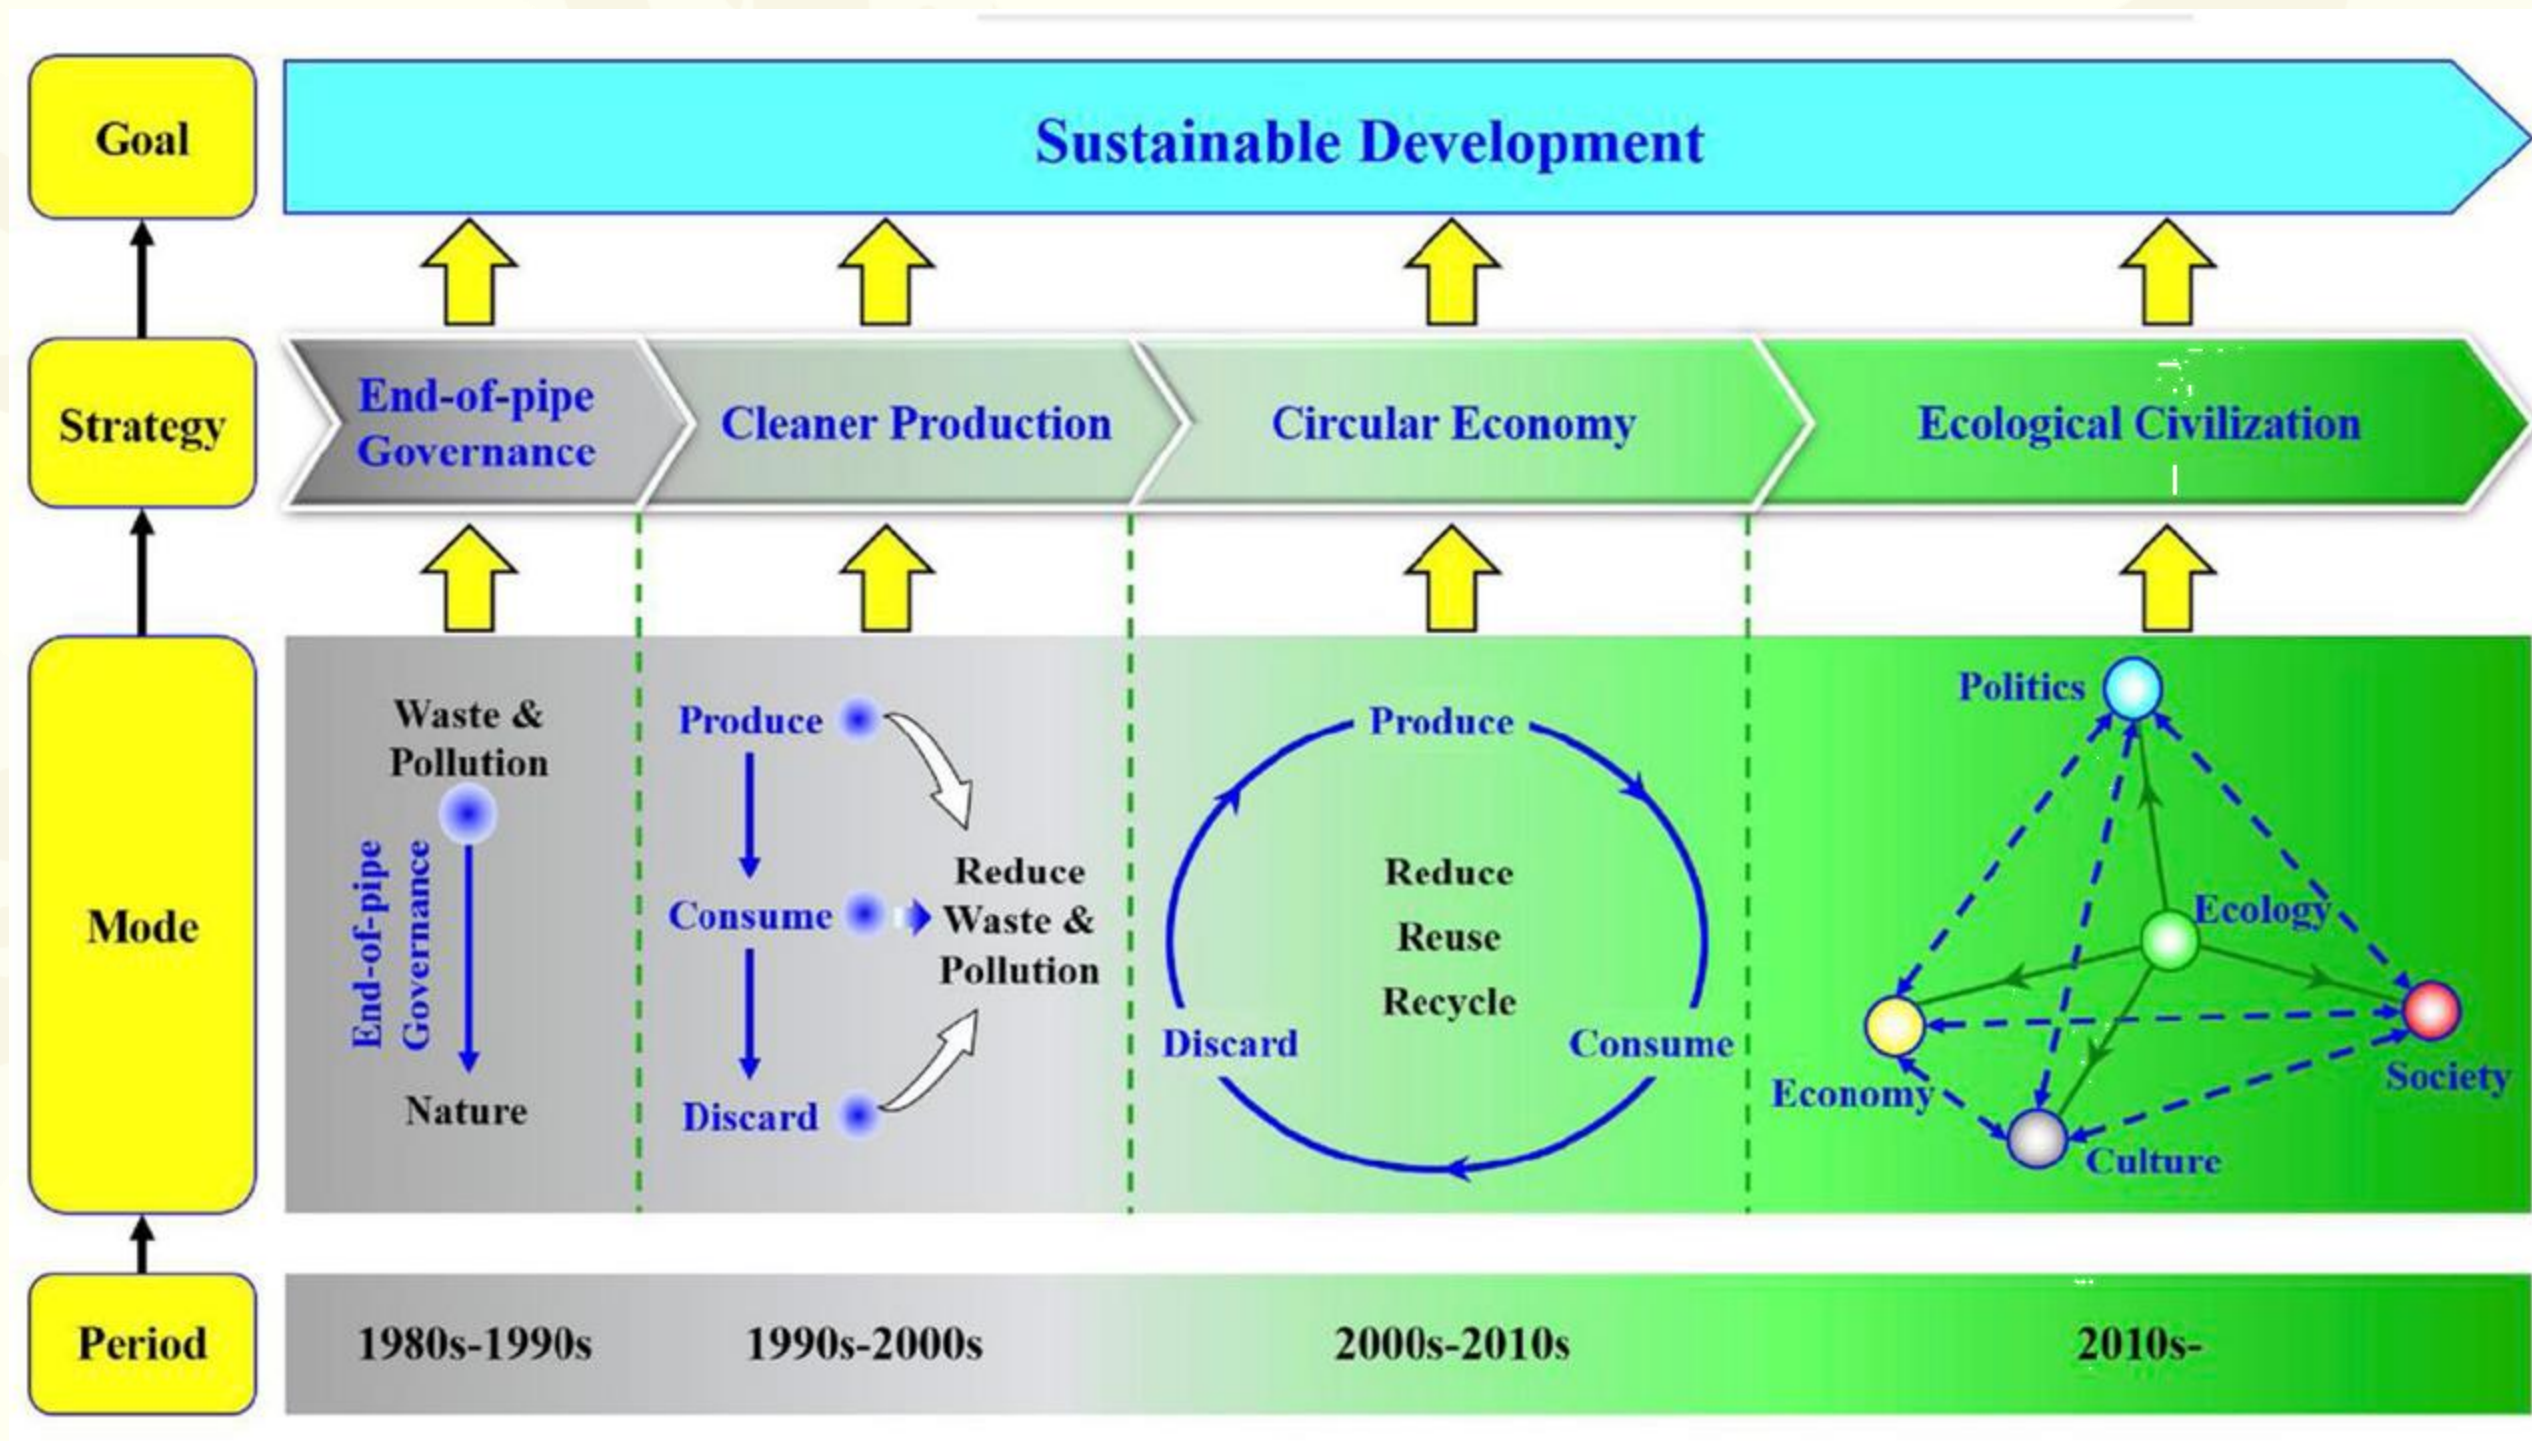 Goal
Sustainable Development
Strategy
End-of-pipe
Governance
Cleaner Production
Circular Economy
Ecological Civilization
Mode
Waste &
Pollution
End-of-pipe
Governance
Nature
Produce
Consume
Discard
Reduce
Waste &
Pollution
Produce
Reduce
Reuse
Recycle
Discard
Consume
Politics
Ecology
Economy
Society
Culture
Period
1980s-1990s
1990s-2000s
2000s-2010s
2010s-